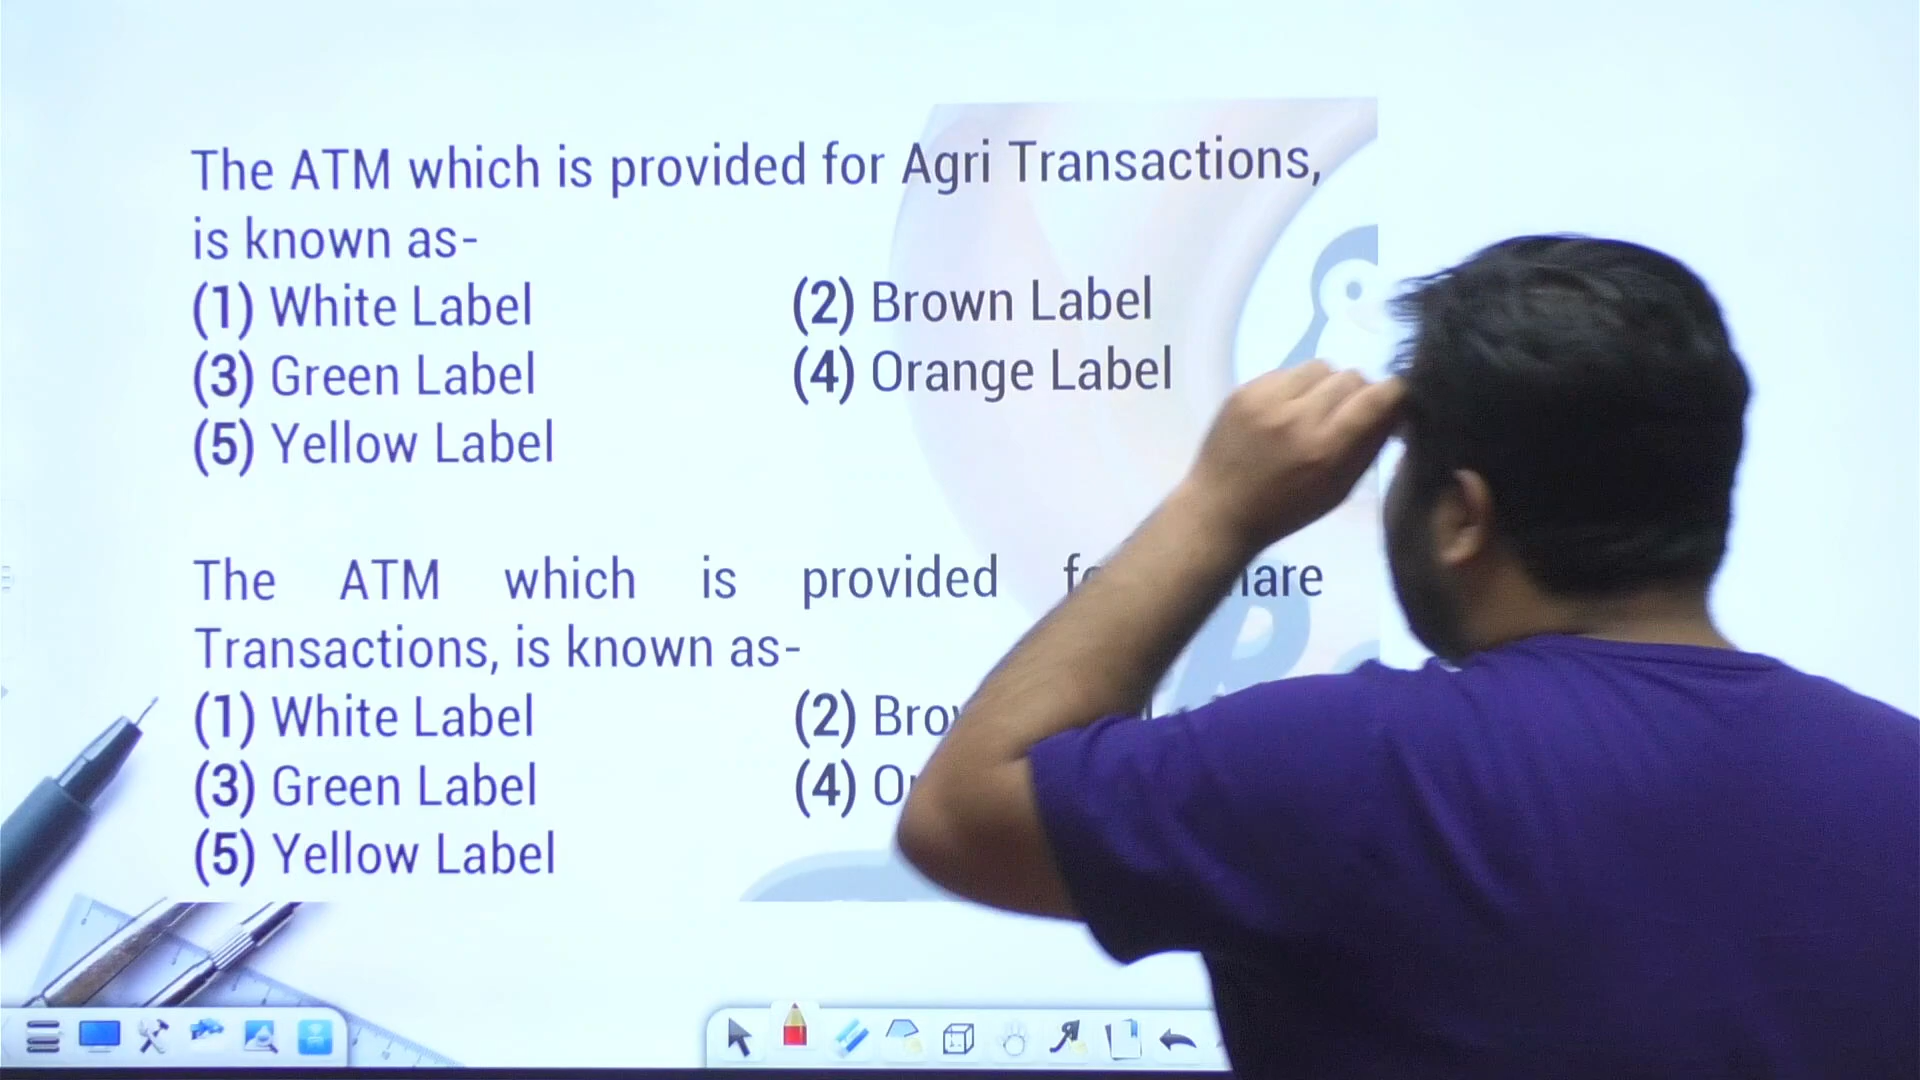 The ATM which is provided for Agri Transactions,
is known as-
(1) White Label (2) Brown Label
(3) Green Label (4) Orange Label
(5) Yellow Label
The ATM which is provided
Transactions, is known as-
(1) White Label (2)
(3) Green Label (4)
(5) Yellow Label